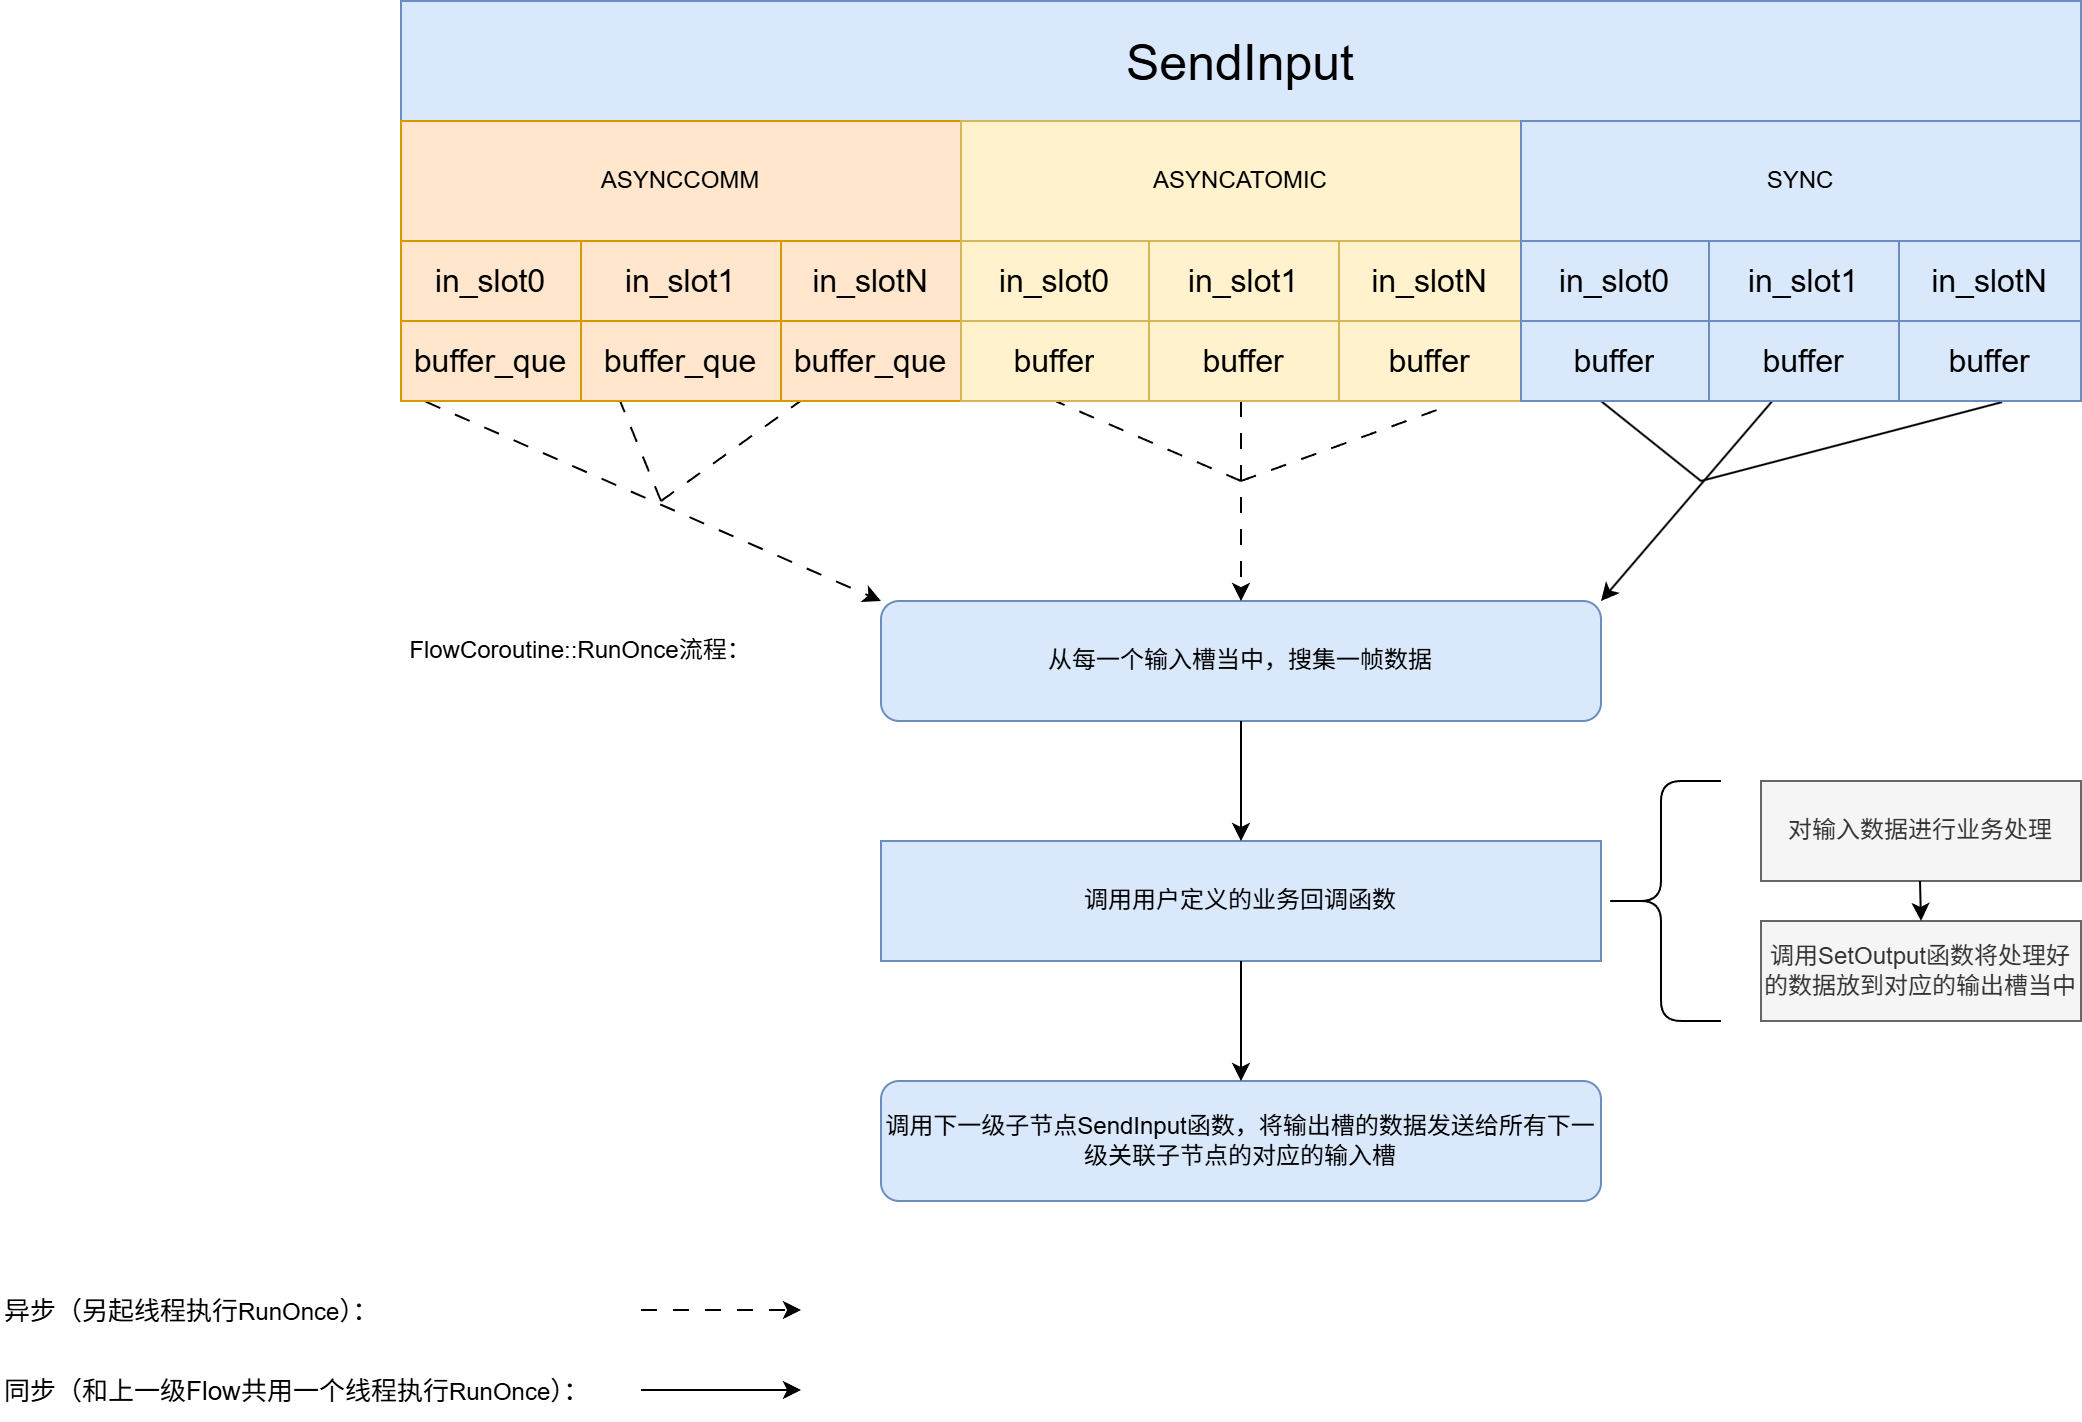 SendInput
ASYNCCOMM
ASYNCATOMIC
SYNC
in_slot0
in_slot1
in_slotN
in_slot0
in_slot1
in_slotN
in_slot0
in_slot1
in_slotN
buffer_que
buffer_que
buffer_que
buffer
buffer
buffer
buffer
buffer
buffer
FlowCoroutine::RunOnce流程：
从每一个输入槽当中，搜集一帧数据
调用用户定义的业务回调函数
对输入数据进行业务处理
调用SetOutput函数将处理好
的数据放到对应的输出槽当中
调用下一级子节点SendInput函数，将输出槽的数据发送给所有下一
级关联子节点的对应的输入槽
异步（另起线程执行RunOnce）：
同步（和上一级Flow共用一个线程执行RunOnce）：